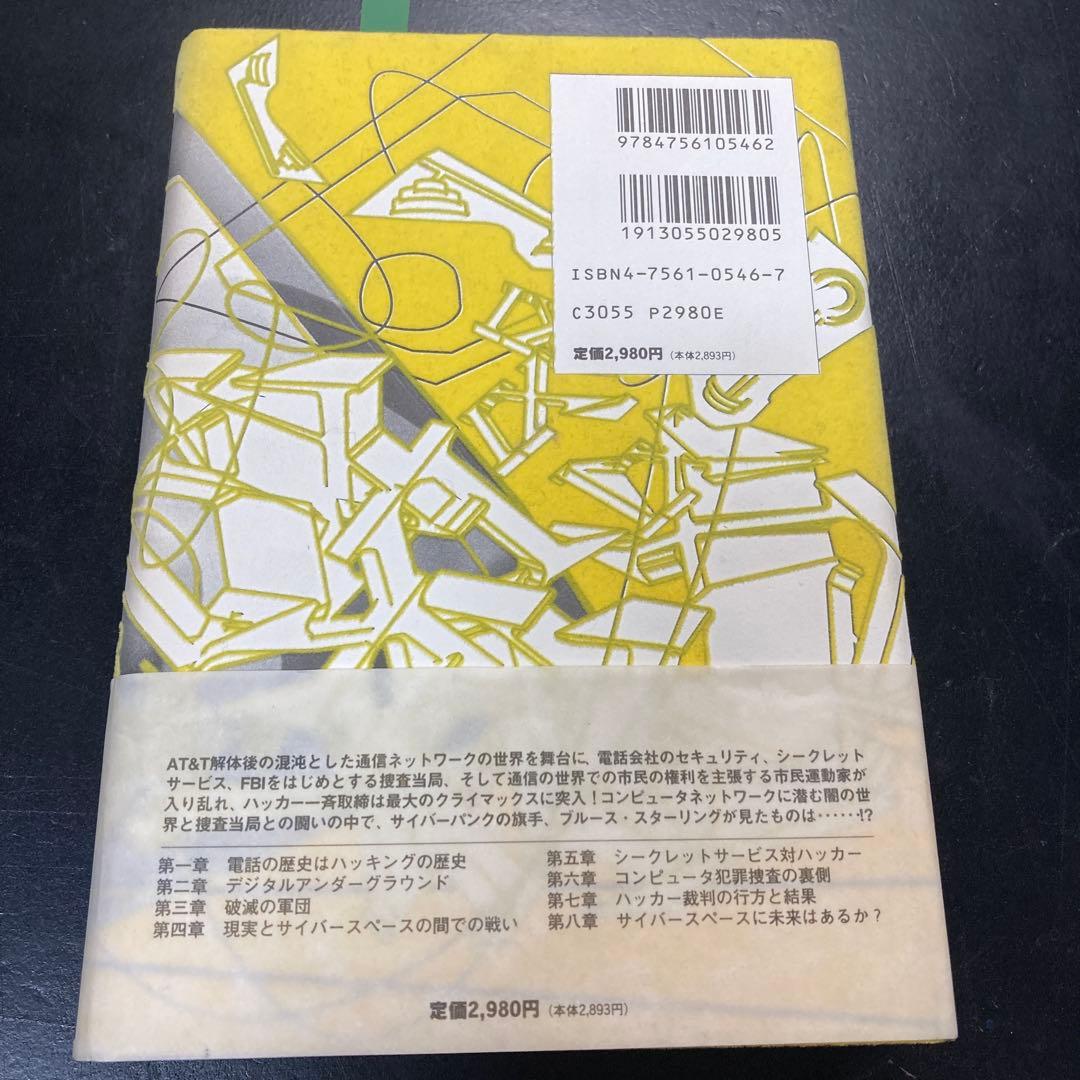 9784756105462
1913055029805
ISBN4-7561-0546-7
C3055 P2980E
定価2,980円（本体2,893円）
AT&T解体後の混沌とした通信ネットワークの世界を舞台に、電話会社のセキュリティ、シークレット
サービス、FBIをはじめとする捜査当局、そして通信の世界での市民の権利を主張する市民運動家が
入り乱れ、ハッカー一斉取締は最大のクライマックスに突入！コンピュータネットワークに潜む闇の世
界と捜査当局との闘いの中で、サイバーパンクの旗手、ブルース・スターリングが見たものは……!?
第一章　電話の歴史はハッキングの歴史
第二章　デジタルアンダーグラウンド
第三章　破滅の軍団
第四章　現実とサイバースペースの間での戦い
第五章　シークレットサービス対ハッカー
第六章　コンピュータ犯罪捜査の裏側
第七章　ハッカー裁判の行方と結果
第八章　サイバースペースに未来はあるか？
定価2,980円（本体2,893円）